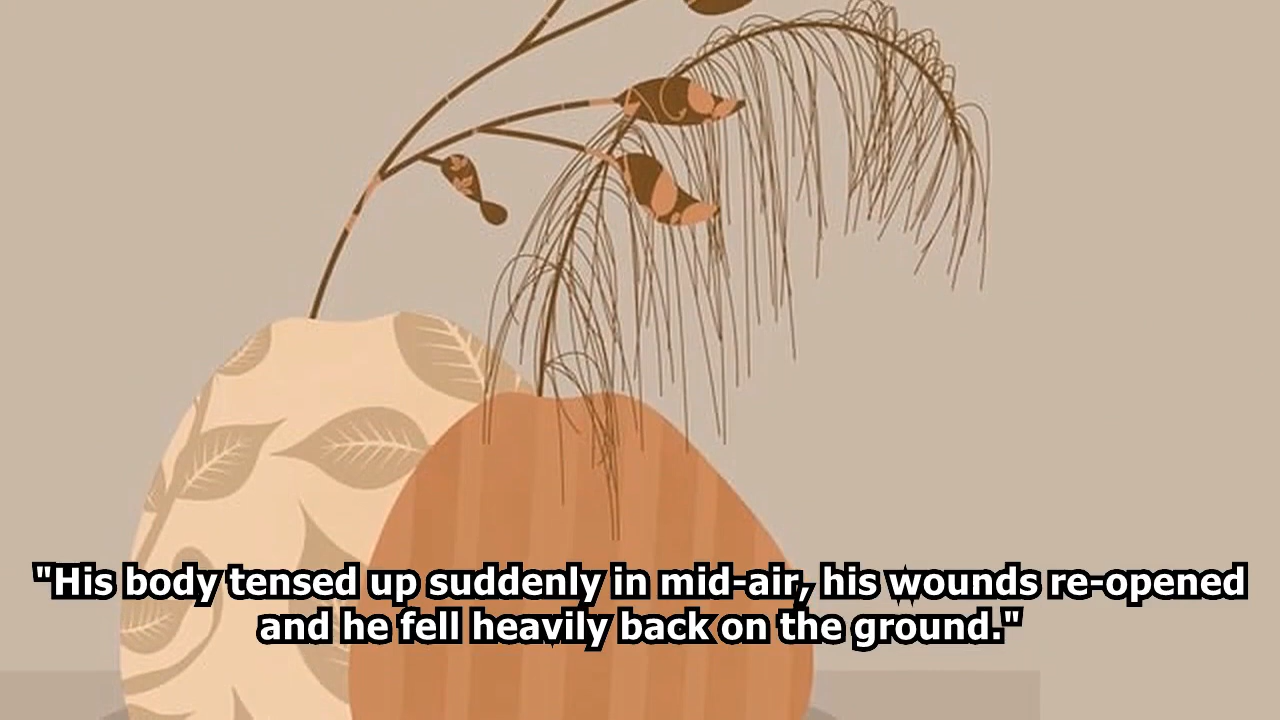 "His body tensed up suddenly in mid-air, his wounds re-opened
and he fell heavily back on the ground."